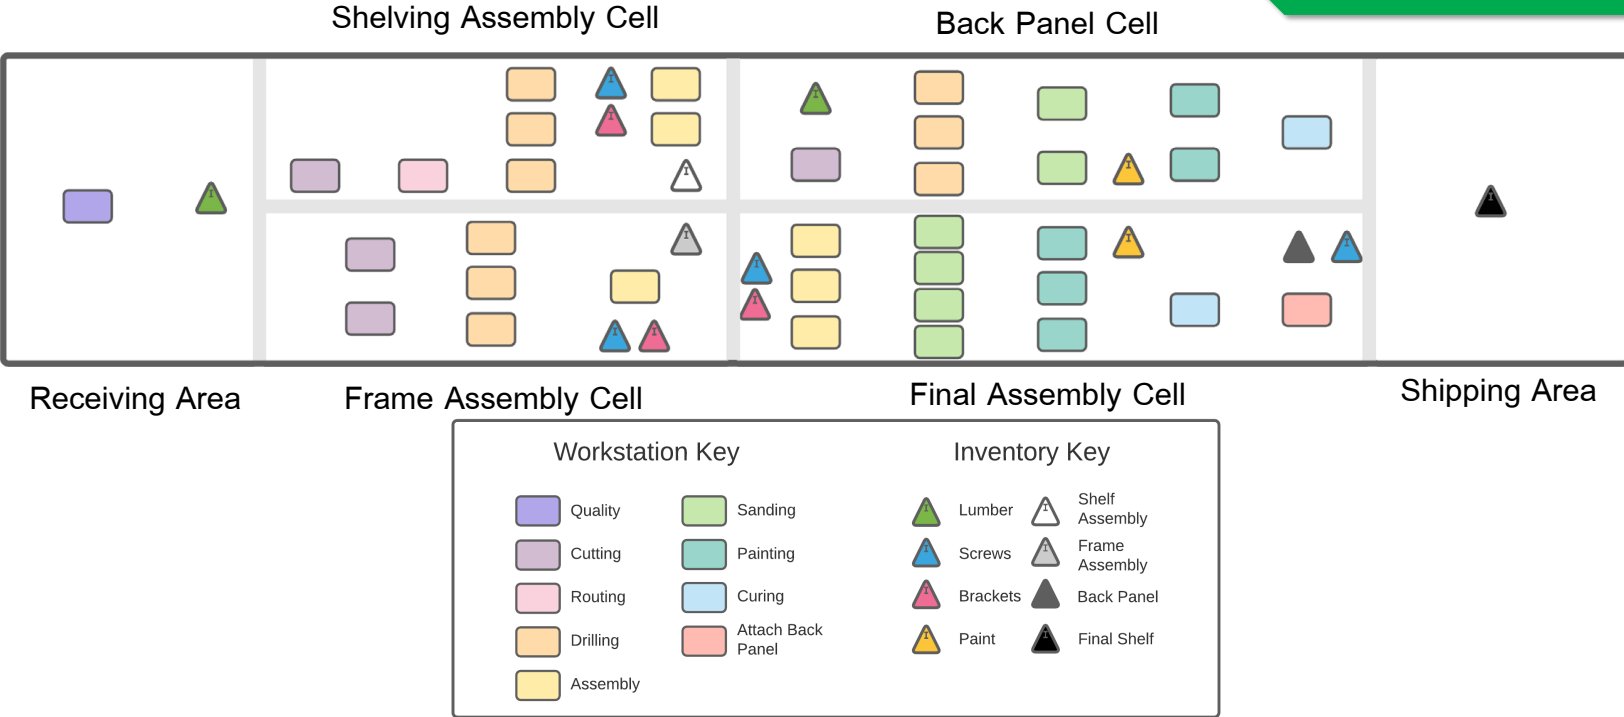 Shelving Assembly Cell
Back Panel Cell
Receiving Area
Frame Assembly Cell
Final Assembly Cell
Shipping Area
Workstation Key
Inventory Key
Quality
Cutting
Routing
Drilling
Assembly
Sanding
Painting
Curing
Attach Back
Panel
Lumber
Screws
Brackets
Paint
Shelf
Assembly
Frame
Assembly
Back Panel
Final Shelf